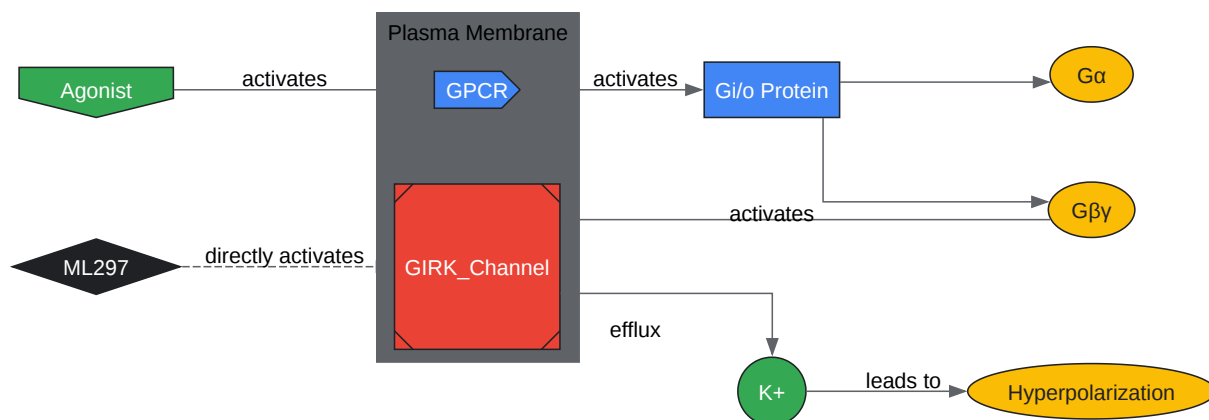 Plasma Membrane
Agonist
activates
GPCR
activates
Gi/o Protein
Gα
Gβγ
activates
ML297
directly activates
GIRK_Channel
efflux
K+
leads to
Hyperpolarization